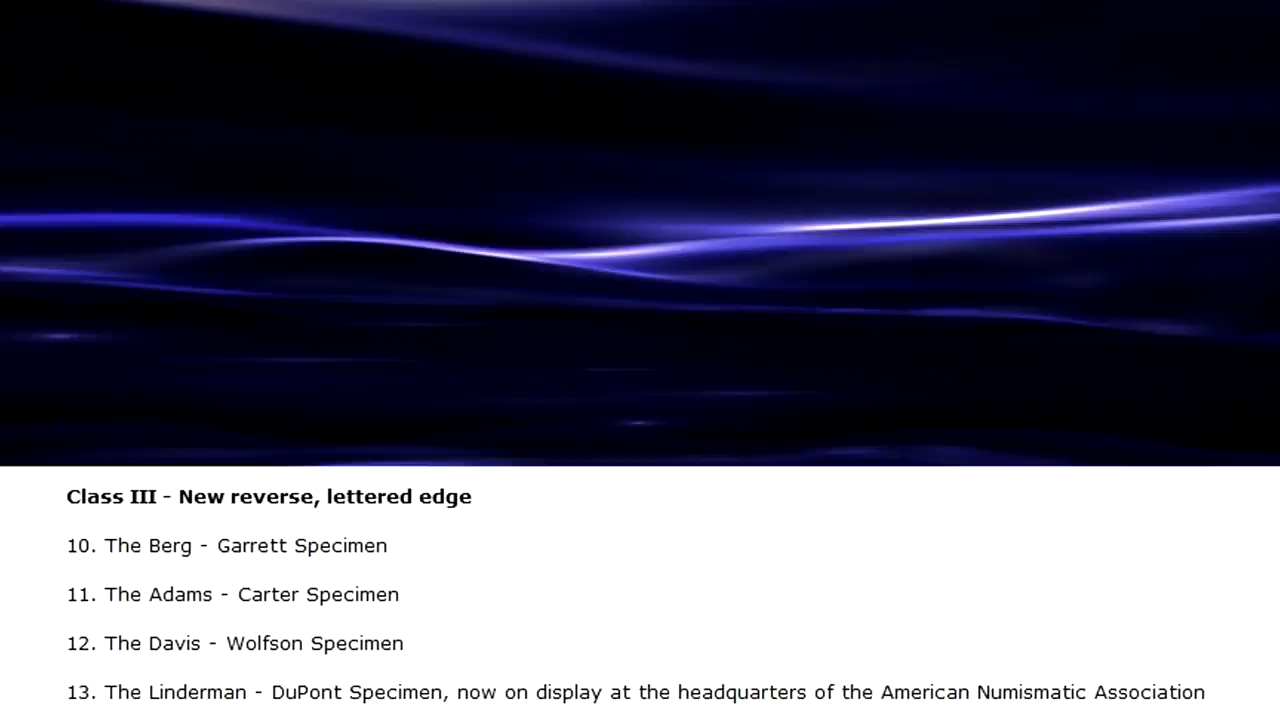 Class III - New reverse, lettered edge
10. The Berg - Garrett Specimen
11. The Adams - Carter Specimen
12. The Davis - Wolfson Specimen
13. The Linderman - DuPont Specimen, now on display at the headquarters of the American Numismatic Association